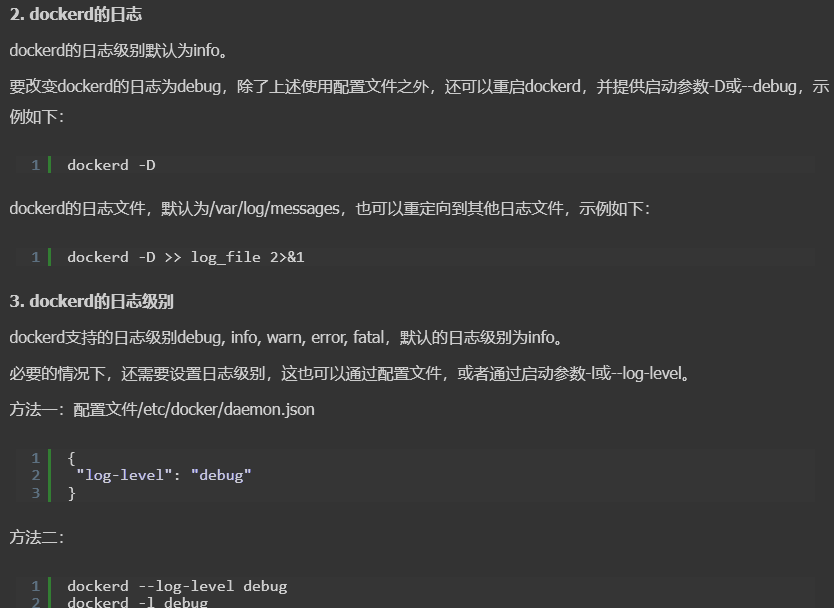 2. dockerd的日志
dockerd的日志级别默认为info。
要改变dockerd的日志为debug，除了上述使用配置文件之外，还可以重启dockerd，并提供启动参数-D或--debug，示
例如下：
1 dockerd -D
dockerd的日志文件，默认为/var/log/messages，也可以重定向到其他日志文件，示例如下：
1 dockerd -D >> log_file 2>&1
3. dockerd的日志级别
dockerd支持的日志级别debug, info, warn, error, fatal，默认的日志级别为info。
必要的情况下，还需要设置日志级别，这也可以通过配置文件，或者通过启动参数-l或--log-level。
方法一：配置文件/etc/docker/daemon.json
1 {
2  "log-level": "debug"
3 }
方法二：
1 dockerd --log-level debug
2 dockerd -l debug